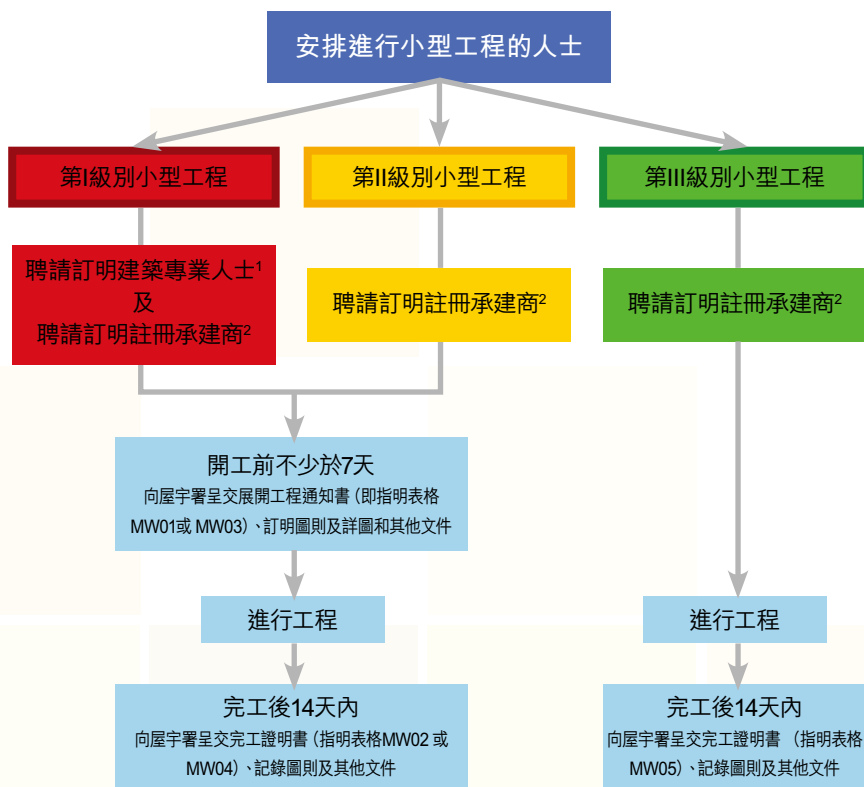 安排進行小型工程的人士
第I級別小型工程
第II級別小型工程
第III級別小型工程
聘請訂明建築專業人士¹
及
聘請訂明註冊承建商²
聘請訂明註冊承建商²
聘請訂明註冊承建商²
開工前不少於7天
向屋宇署呈交展開工程通知書(即指明表格
MW01或 MW03)、訂明圖則及詳圖和其他文件
進行工程
進行工程
完工後14天內
向屋宇署呈交完工證明書(指明表格MW02 或
MW04)、記錄圖則及其他文件
完工後14天內
向屋宇署呈交完工證明書 (指明表格
MW05)、記錄圖則及其他文件